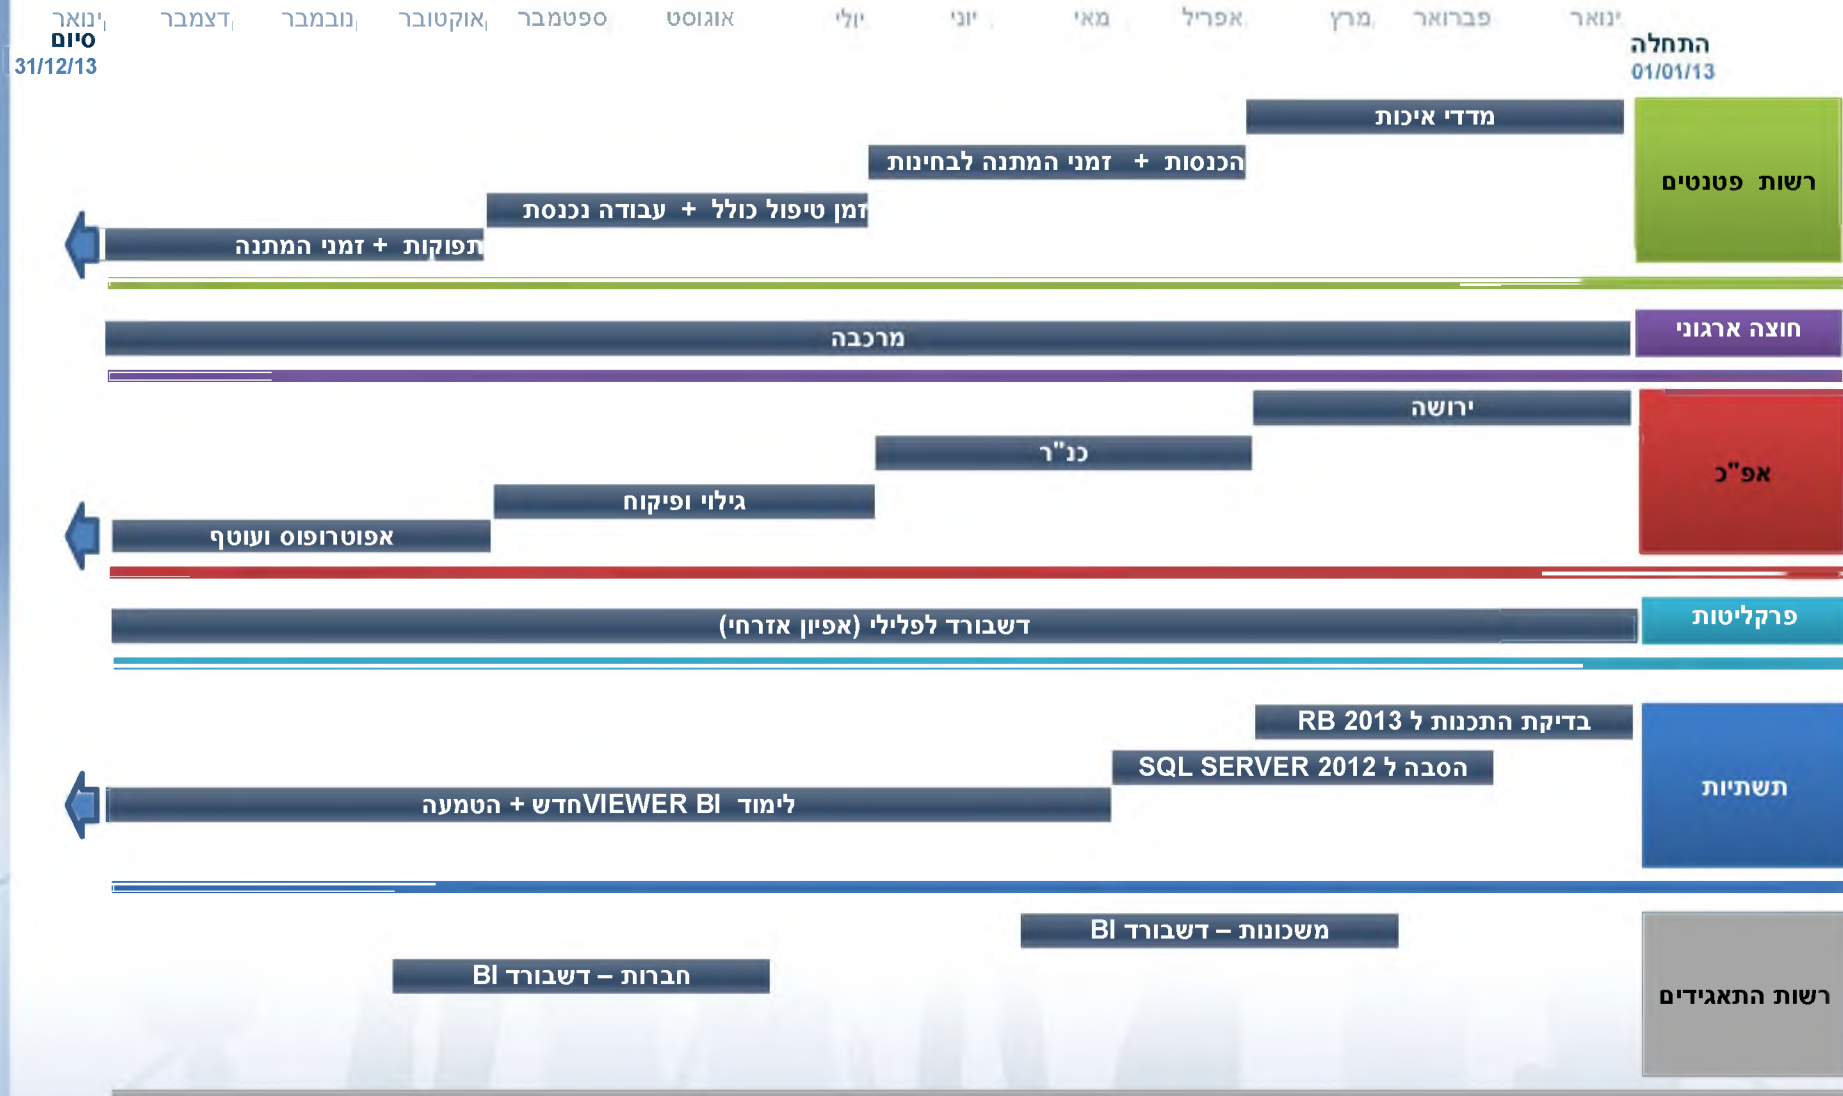 ינואר פברואר מרץ אפריל מאי יוני יולי אוגוסט ספטמבר אוקטובר נובמבר דצמבר ינואר
התחלה
01/01/13
סיום
31/12/13
רשות פטנטים
מדדי איכות
הכנסות + זמני המתנה לבחינות
זמן טיפול כולל + עבודה נכנסת
תפוקות + זמני המתנה
חוצה ארגוני
מרכבה
אפ"כ
ירושה
כנ"ר
גילוי ופיקוח
אפוטרופוס ועוטף
פרקליטות
דשבורד לפלילי (אפיון אזרחי)
תשתיות
בדיקת התכנות ל RB 2013
הסבה ל SQL SERVER 2012
לימוד VIEWER BIחדש + הטמעה
רשות התאגידים
משכונות – דשבורד BI
חברות – דשבורד BI